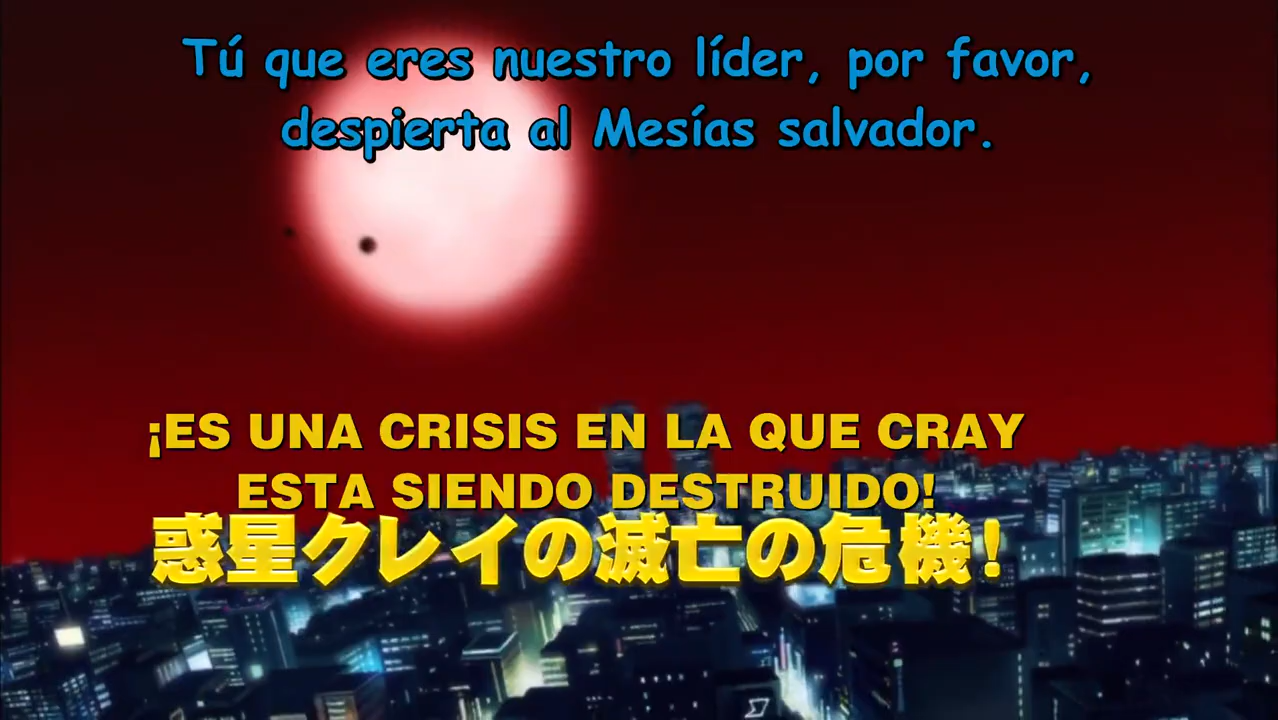 Tú que eres nuestro líder, por favor,
despierta al Mesías salvador.
¡ES UNA CRISIS EN LA QUE CRAY
ESTA SIENDO DESTRUIDO!
惑星クレイの滅亡の危機!